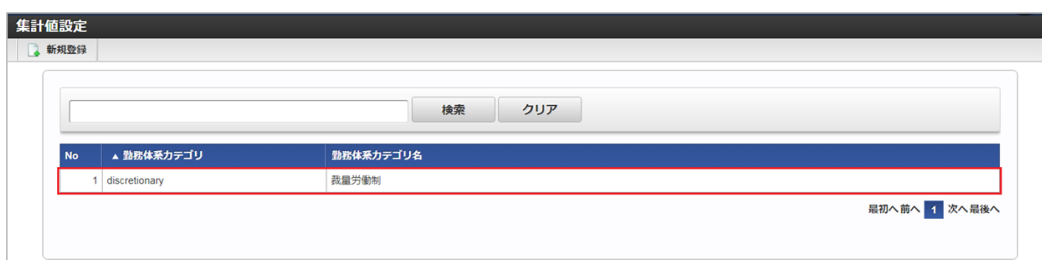 集計値設定
新規登録
検索 クリア
No ▲ 勤務体系カテゴリ 勤務体系カテゴリ名
1 discretionary 裁量労働制
最初へ 前へ 1 次へ 最後へ